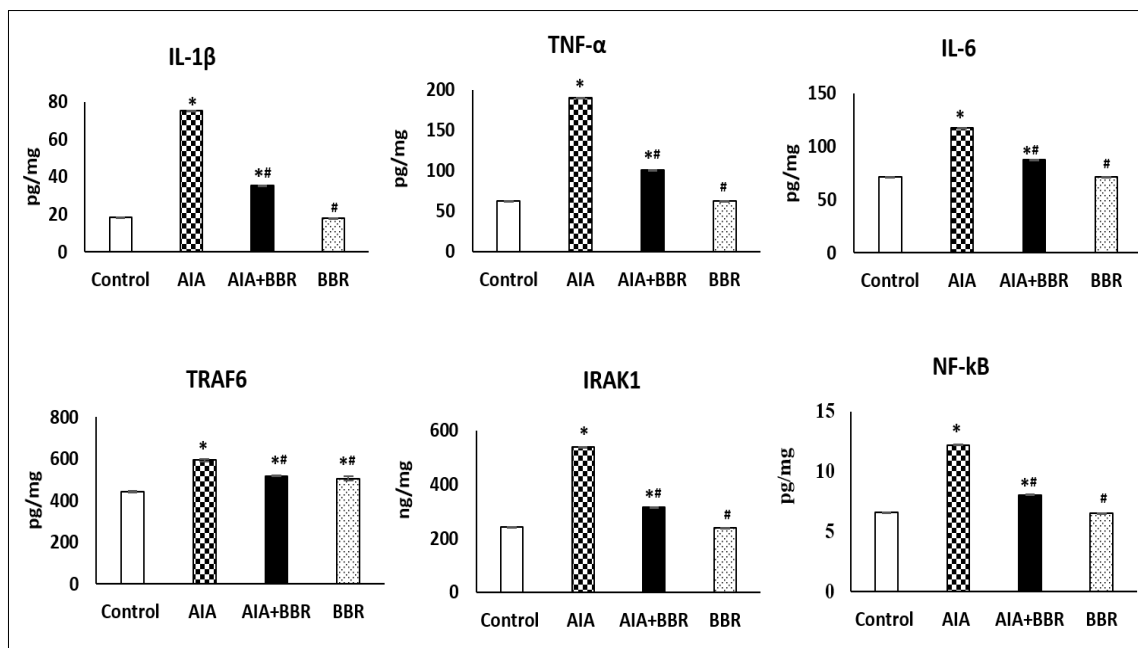 IL-1β
80
60
40
20
0
pg/mg
*
*#
#
Control AIA AIA+BBR BBR
TNF-α
200
150
100
50
0
pg/mg
*
*#
#
Control AIA AIA+BBR BBR
IL-6
150
100
50
0
pg/mg
*
*#
#
Control AIA AIA+BBR BBR
TRAF6
800
600
400
200
0
pg/mg
*
*#
*#
Control AIA AIA+BBR BBR
IRAK1
600
400
200
0
ng/mg
*
*#
#
Control AIA AIA+BBR BBR
NF-kB
15
10
5
0
pg/mg
*
*#
#
Control AIA AIA+BBR BBR